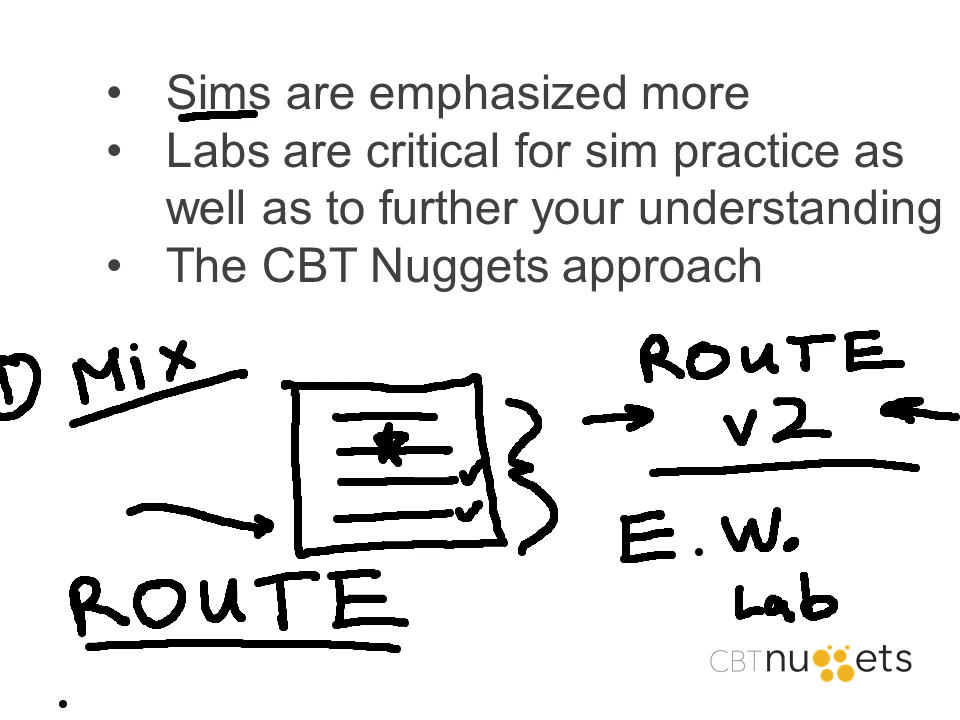 • Sims are emphasized more
• Labs are critical for sim practice as
well as to further your understanding
• The CBT Nuggets approach
1) Mix
ROUTE
v2
E. W.
Lab
ROUTE
CBTnuggets